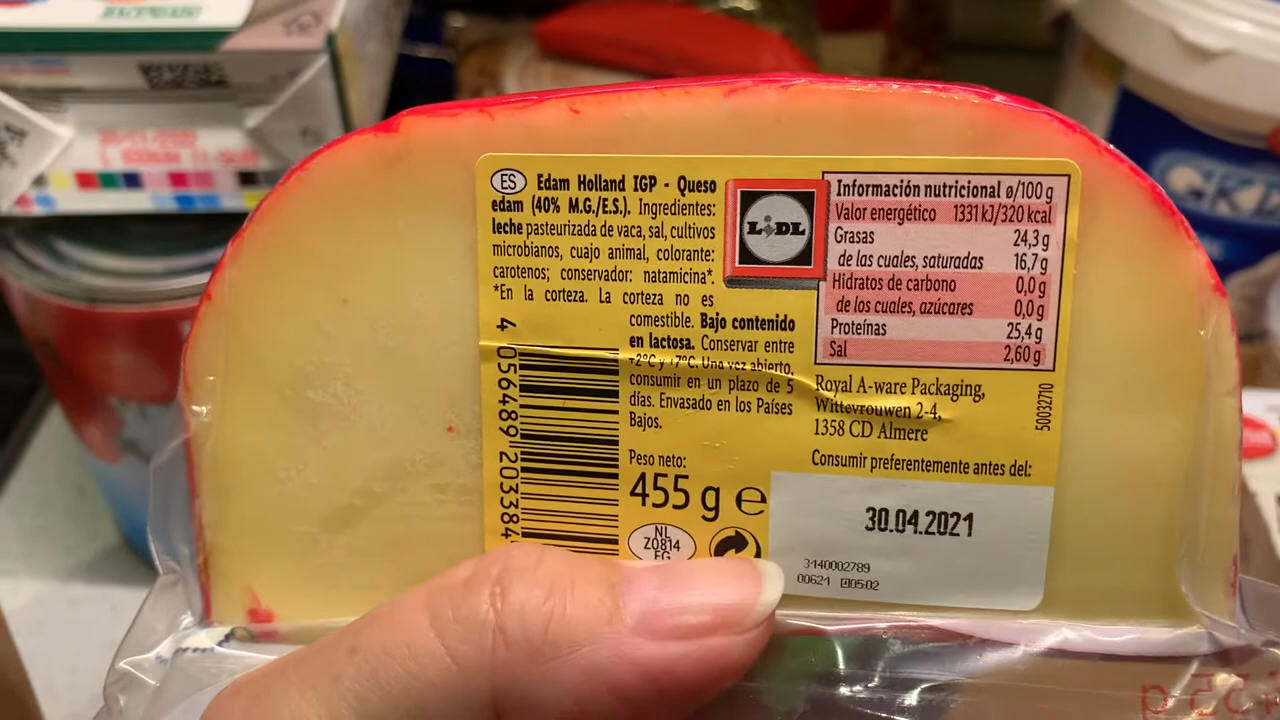 ES Edam Holland IGP - Queso
edam (40% M.G./E.S.). Ingredientes:
leche pasteurizada de vaca, sal, cultivos
microbianos, cuajo animal, colorante:
carotenos; conservador: natamicina*.
*En la corteza. La corteza no es
comestible. Bajo contenido
en lactosa. Conservar entre
+2°C y +7°C. Una vez abierto,
consumir en un plazo de 5
días. Envasado en los Países
Bajos.
Peso neto:
455 g e
NL
Z0814
EG
4 056489 203384
LIDL
Información nutricional ø/100 g
Valor energético 1331 kJ/320 kcal
Grasas 24,3 g
de las cuales, saturadas 16,7 g
Hidratos de carbono 0,0 g
de los cuales, azúcares 0,0 g
Proteínas 25,4 g
Sal 2,60 g
Royal A-ware Packaging,
Wittevrouwen 2-4,
1358 CD Almere
50032710
Consumir preferentemente antes del:
30.04.2021
3140002789
00621 05:02